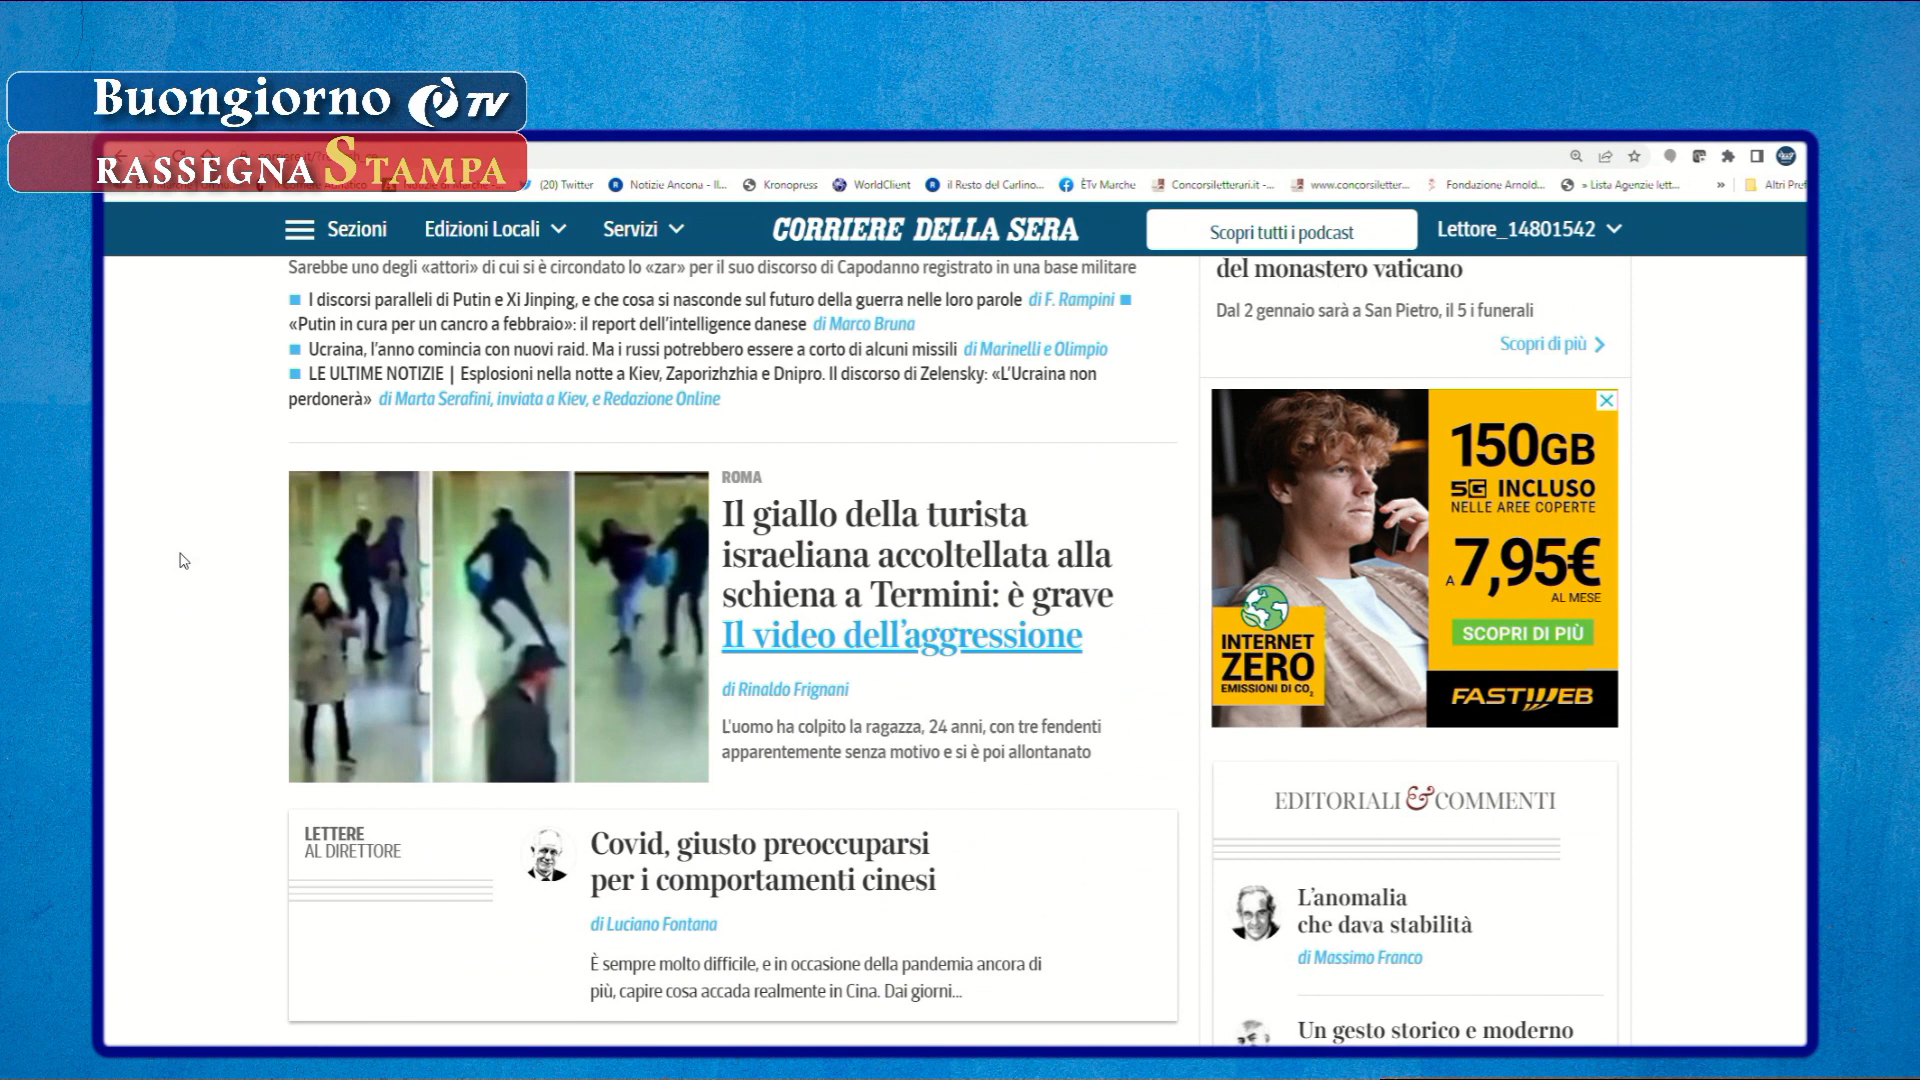 Buongiorno è TV
RASSEGNA STAMPA
(20) Twitter
Notizie Ancona - Il...
Kronopress
WorldClient
il Resto del Carlino...
ÈTv Marche
Concorsiletterari.it -...
www.concorsiletter...
Fondazione Arnold...
» Lista Agenzie lett...
»
Altri Pref
Sezioni
Edizioni Locali
Servizi
CORRIERE DELLA SERA
Scopri tutti i podcast
Lettore_14801542
Sarebbe uno degli «attori» di cui si è circondato lo «zar» per il suo discorso di Capodanno registrato in una base militare
I discorsi paralleli di Putin e Xi Jinping, e che cosa si nasconde sul futuro della guerra nelle loro parole di F. Rampini
«Putin in cura per un cancro a febbraio»: il report dell'intelligence danese di Marco Bruna
Ucraina, l'anno comincia con nuovi raid. Ma i russi potrebbero essere a corto di alcuni missili di Marinelli e Olimpio
LE ULTIME NOTIZIE | Esplosioni nella notte a Kiev, Zaporizhzhia e Dnipro. Il discorso di Zelensky: «L'Ucraina non
perdonerà» di Marta Serafini, inviata a Kiev, e Redazione Online
ROMA
Il giallo della turista
israeliana accoltellata alla
schiena a Termini: è grave
Il video dell'aggressione
di Rinaldo Frignani
L'uomo ha colpito la ragazza, 24 anni, con tre fendenti
apparentemente senza motivo e si è poi allontanato
LETTERE
AL DIRETTORE
Covid, giusto preoccuparsi
per i comportamenti cinesi
di Luciano Fontana
È sempre molto difficile, e in occasione della pandemia ancora di
più, capire cosa accada realmente in Cina. Dai giorni...
del monastero vaticano
Dal 2 gennaio sarà a San Pietro, il 5 i funerali
Scopri di più
150GB
5G INCLUSO
NELLE AREE COPERTE
A 7,95€
AL MESE
SCOPRI DI PIÙ
INTERNET
ZERO
EMISSIONI DI CO2
FASTWEB
EDITORIALI & COMMENTI
L'anomalia
che dava stabilità
di Massimo Franco
Un gesto storico e moderno